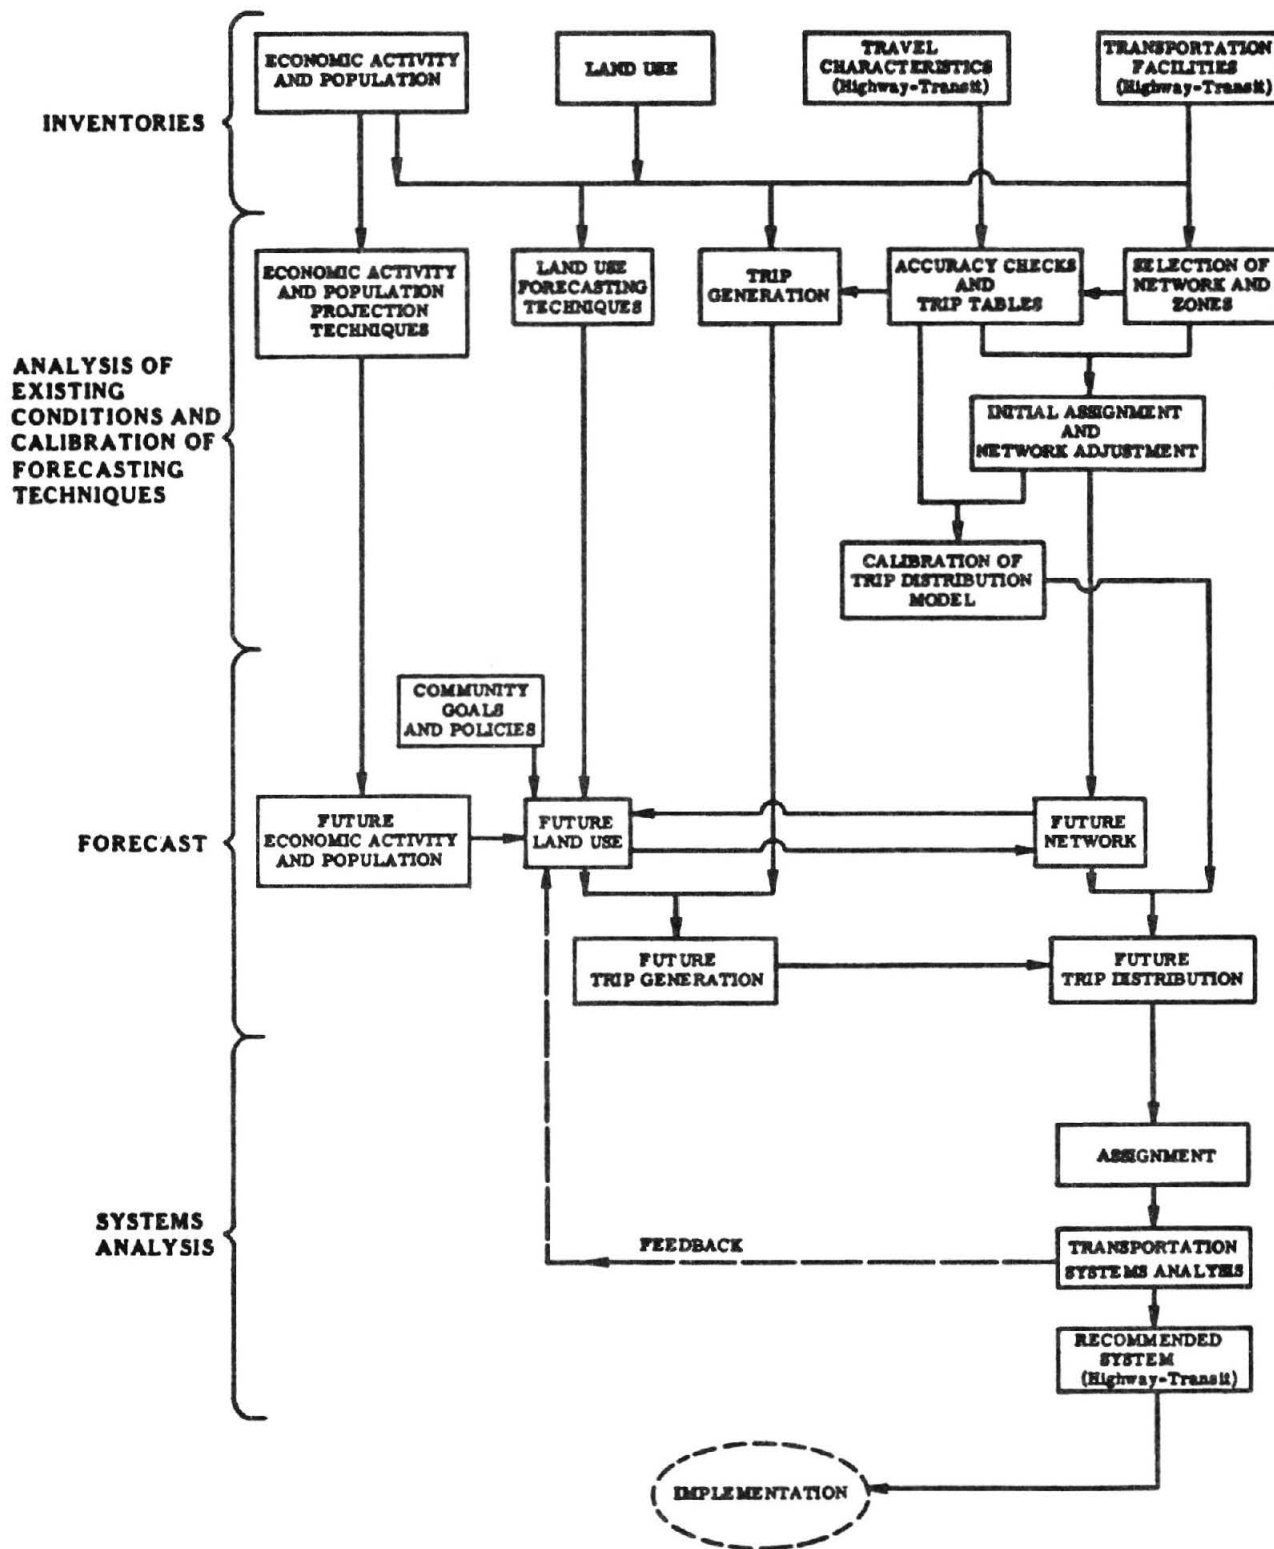 INVENTORIES
ECONOMIC ACTIVITY
AND POPULATION
LAND USE
TRAVEL
CHARACTERISTICS
(Highway-Transit)
TRANSPORTATION
FACILITIES
(Highway-Transit)
ANALYSIS OF
EXISTING
CONDITIONS AND
CALIBRATION OF
FORECASTING
TECHNIQUES
ECONOMIC ACTIVITY
AND POPULATION
PROJECTION
TECHNIQUES
LAND USE
FORECASTING
TECHNIQUES
TRIP
GENERATION
ACCURACY CHECKS
AND
TRIP TABLES
SELECTION OF
NETWORK AND
ZONES
INITIAL ASSIGNMENT
AND
NETWORK ADJUSTMENT
CALIBRATION OF
TRIP DISTRIBUTION
MODEL
FORECAST
COMMUNITY
GOALS
AND POLICIES
FUTURE
ECONOMIC ACTIVITY
AND POPULATION
FUTURE
LAND USE
FUTURE
NETWORK
FUTURE
TRIP GENERATION
FUTURE
TRIP DISTRIBUTION
SYSTEMS
ANALYSIS
ASSIGNMENT
FEEDBACK
TRANSPORTATION
SYSTEMS ANALYSIS
RECOMMENDED
SYSTEM
(Highway-Transit)
IMPLEMENTATION